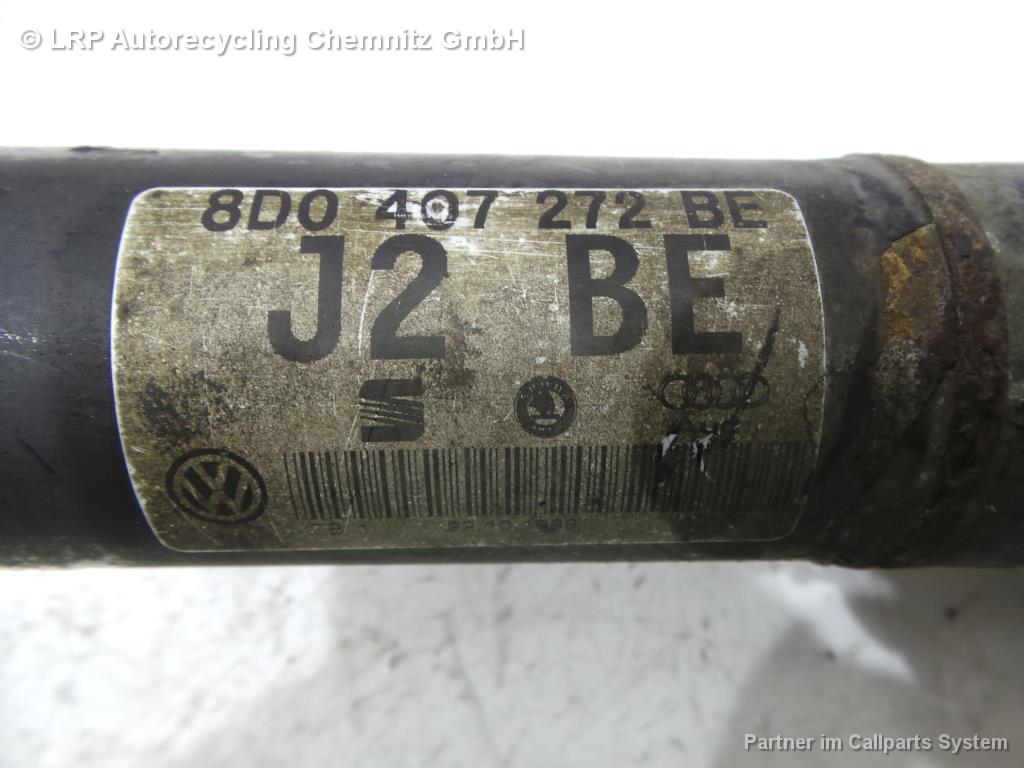 © LRP Autorecycling Chemnitz GmbH
8D0 407 272 BE
J2 BE
Partner im Callparts System